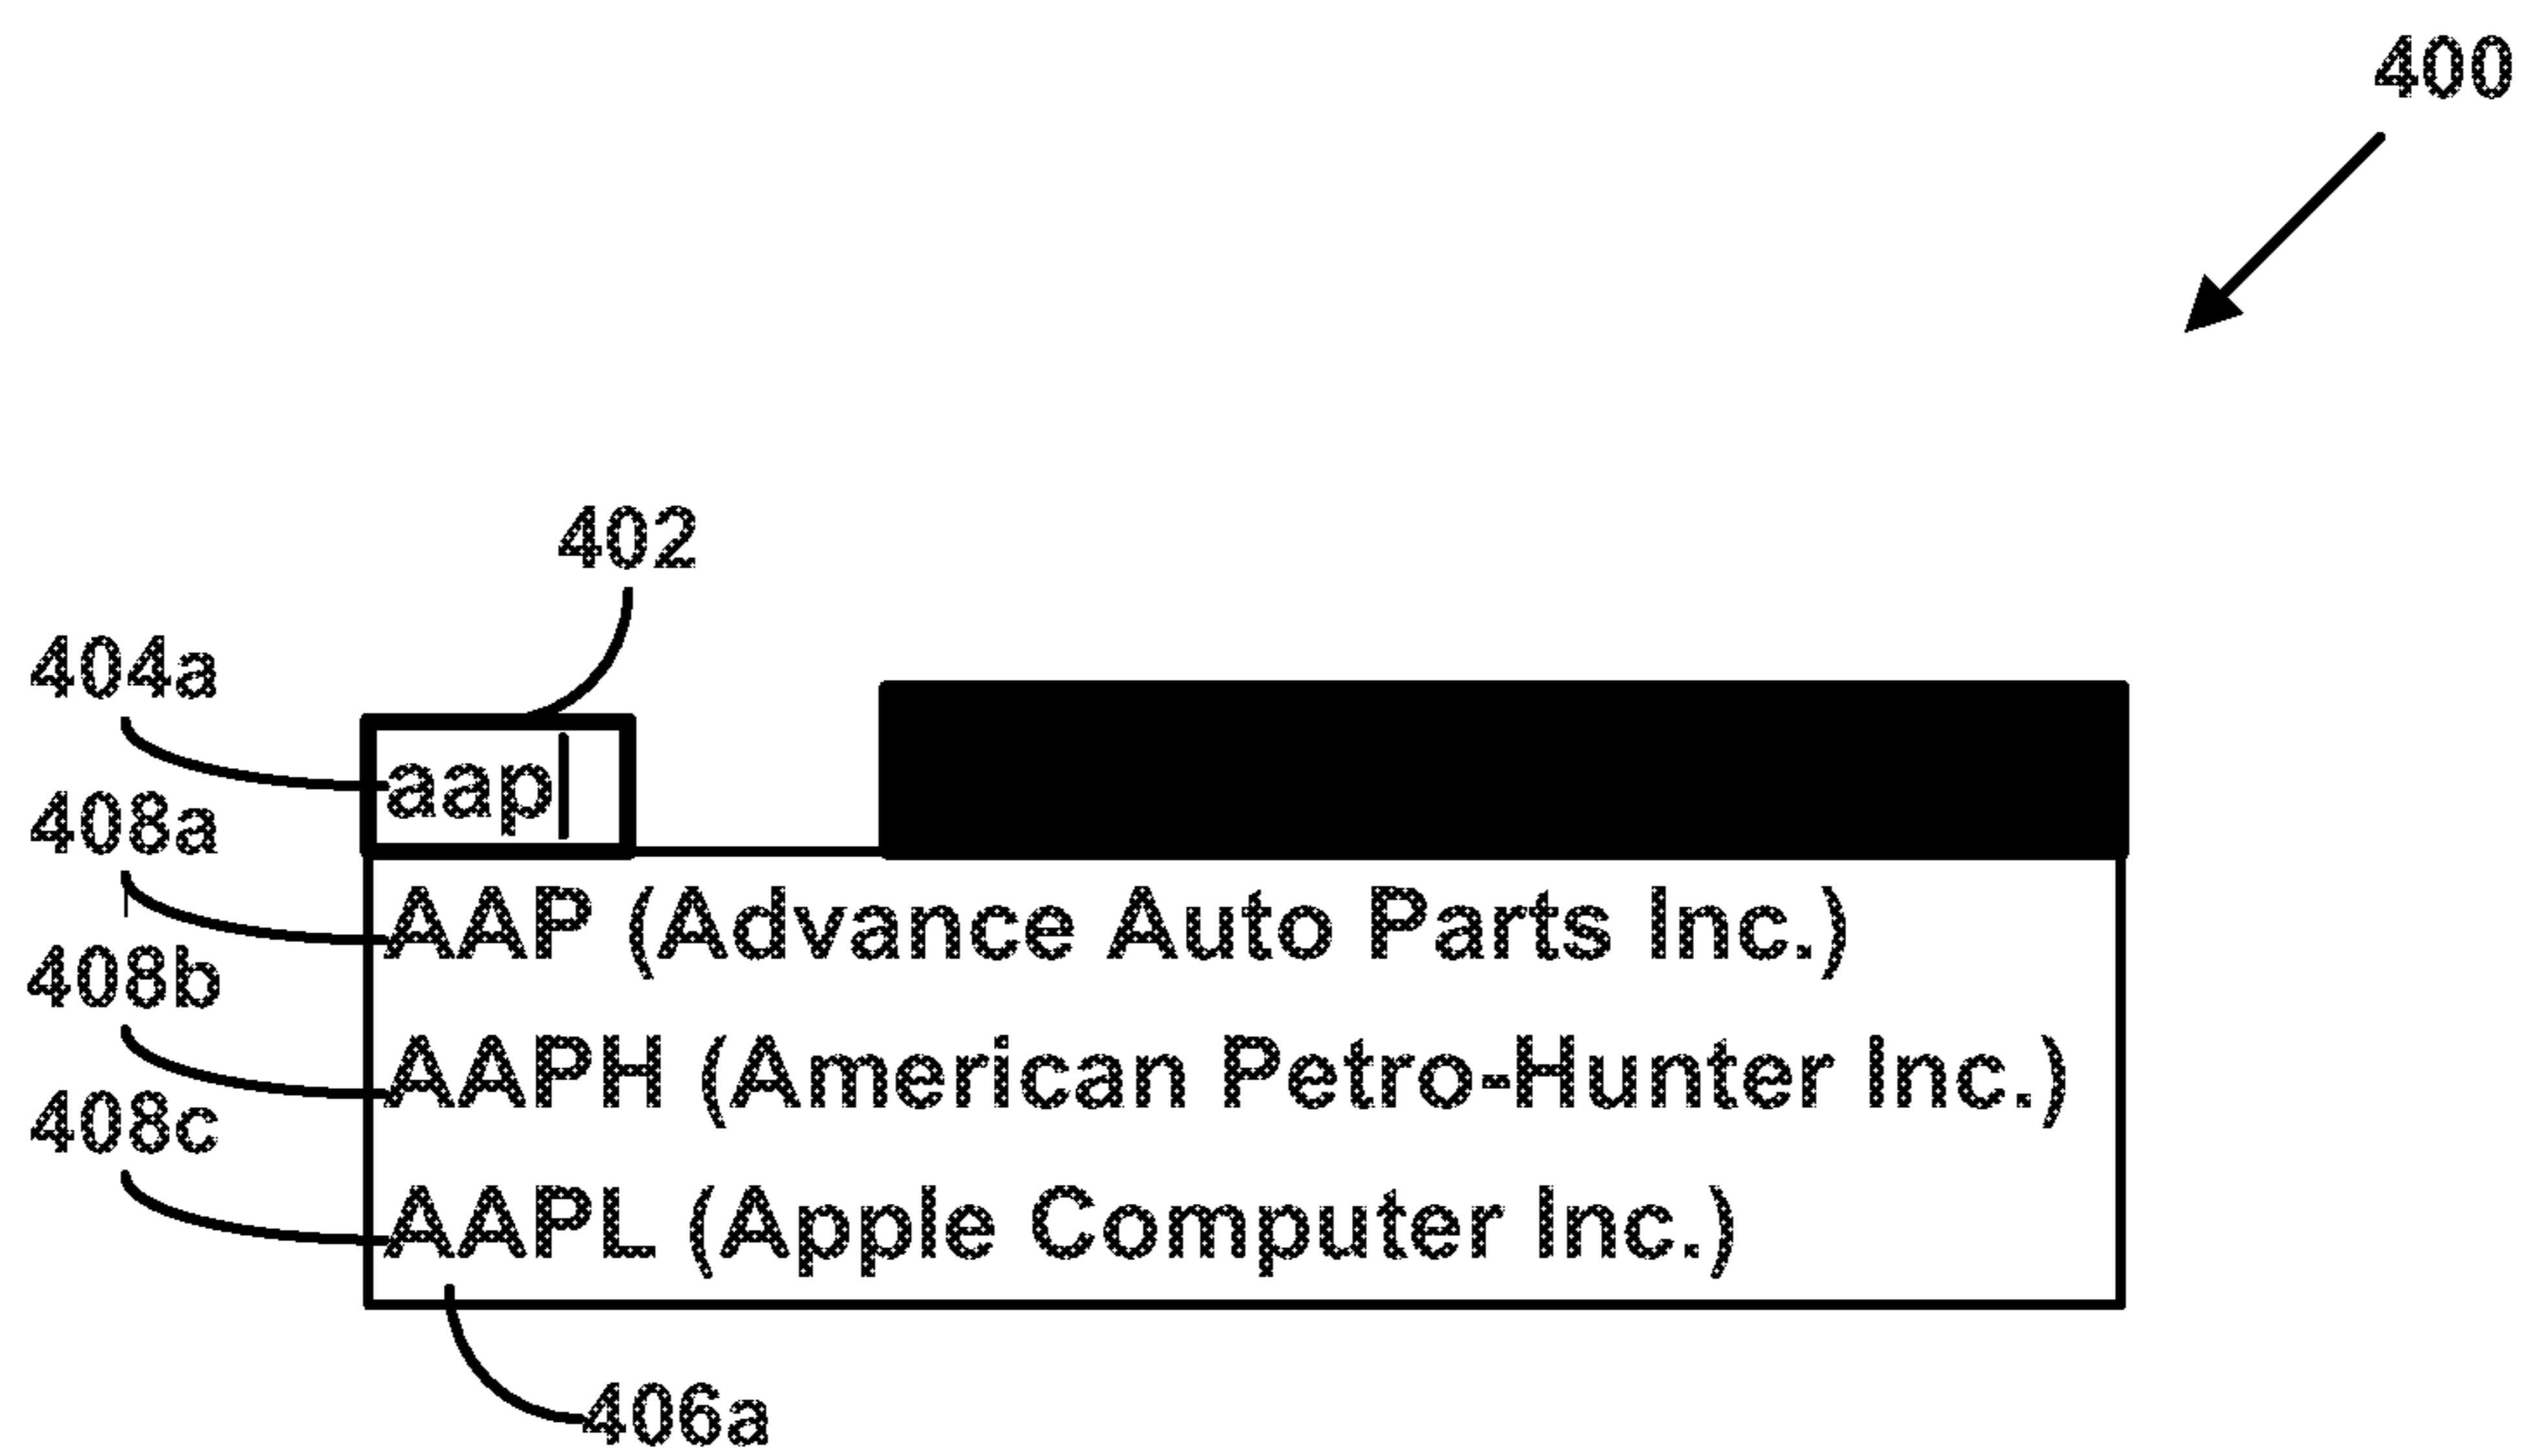 400
402
404a
aap
408a
AAP (Advance Auto Parts Inc.)
408b
AAPH (American Petro-Hunter Inc.)
408c
AAPL (Apple Computer Inc.)
406a